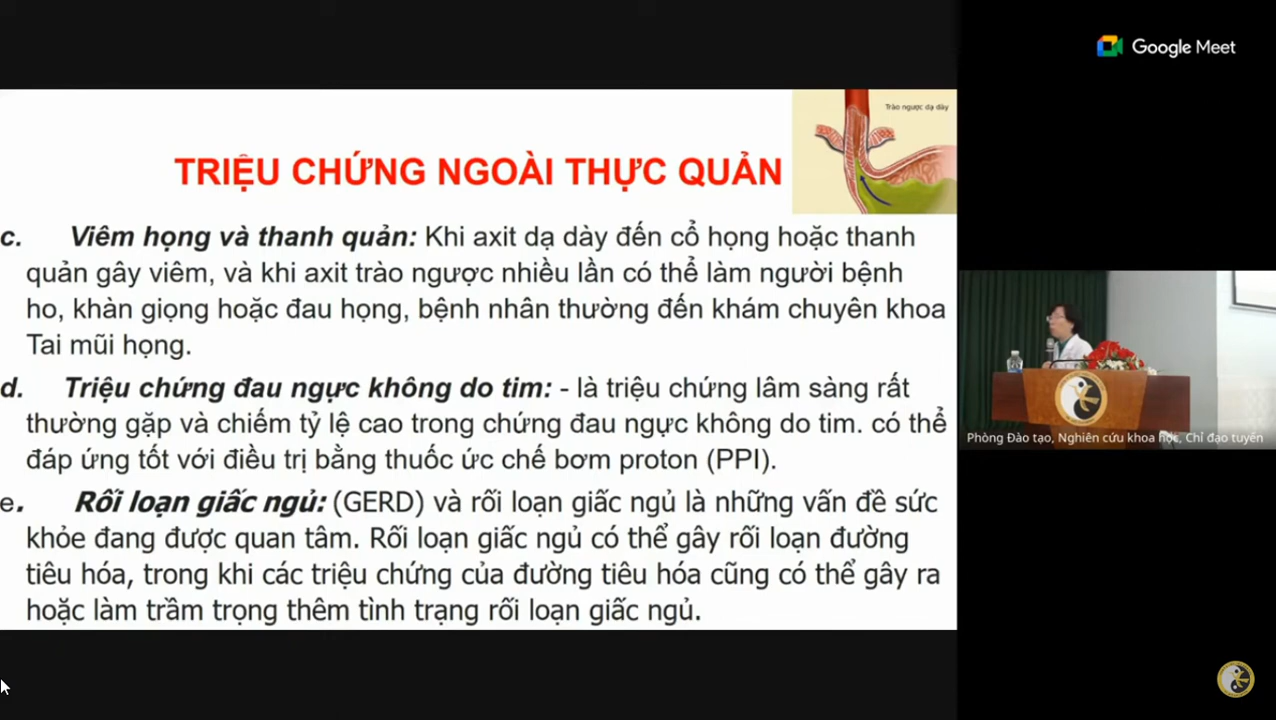 Google Meet
Trào ngược dạ dày
TRIỆU CHỨNG NGOÀI THỰC QUẢN
c. Viêm họng và thanh quản: Khi axit dạ dày đến cổ họng hoặc thanh
quản gây viêm, và khi axit trào ngược nhiều lần có thể làm người bệnh
ho, khàn giọng hoặc đau họng, bệnh nhân thường đến khám chuyên khoa
Tai mũi họng.
d. Triệu chứng đau ngực không do tim: - là triệu chứng lâm sàng rất
thường gặp và chiếm tỷ lệ cao trong chứng đau ngực không do tim. có thể
đáp ứng tốt với điều trị bằng thuốc ức chế bơm proton (PPI).
e. Rối loạn giấc ngủ: (GERD) và rối loạn giấc ngủ là những vấn đề sức
khỏe đang được quan tâm. Rối loạn giấc ngủ có thể gây rối loạn đường
tiêu hóa, trong khi các triệu chứng của đường tiêu hóa cũng có thể gây ra
hoặc làm trầm trọng thêm tình trạng rối loạn giấc ngủ.
Phòng Đào tạo, Nghiên cứu khoa học, Chỉ đạo tuyến